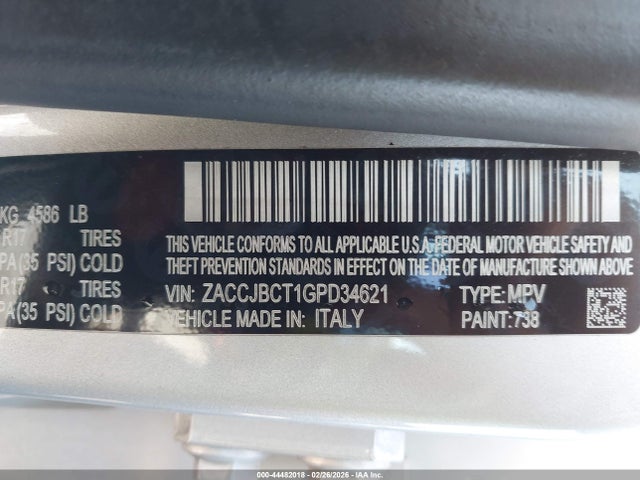 KG 4586 LB
R17 TIRES
PA(35 PSI) COLD
R17 TIRES
PA(35 PSI) COLD
THIS VEHICLE CONFORMS TO ALL APPLICABLE U.S.A. FEDERAL MOTOR VEHICLE SAFETY AND
THEFT PREVENTION STANDARDS IN EFFECT ON THE DATE OF MANUFACTURE SHOWN ABOVE.
VIN: ZACCJBCT1GPD34621 TYPE: MPV
VEHICLE MADE IN: ITALY PAINT: 738
000-44482018 | 02/26/2026 | IAA Inc.